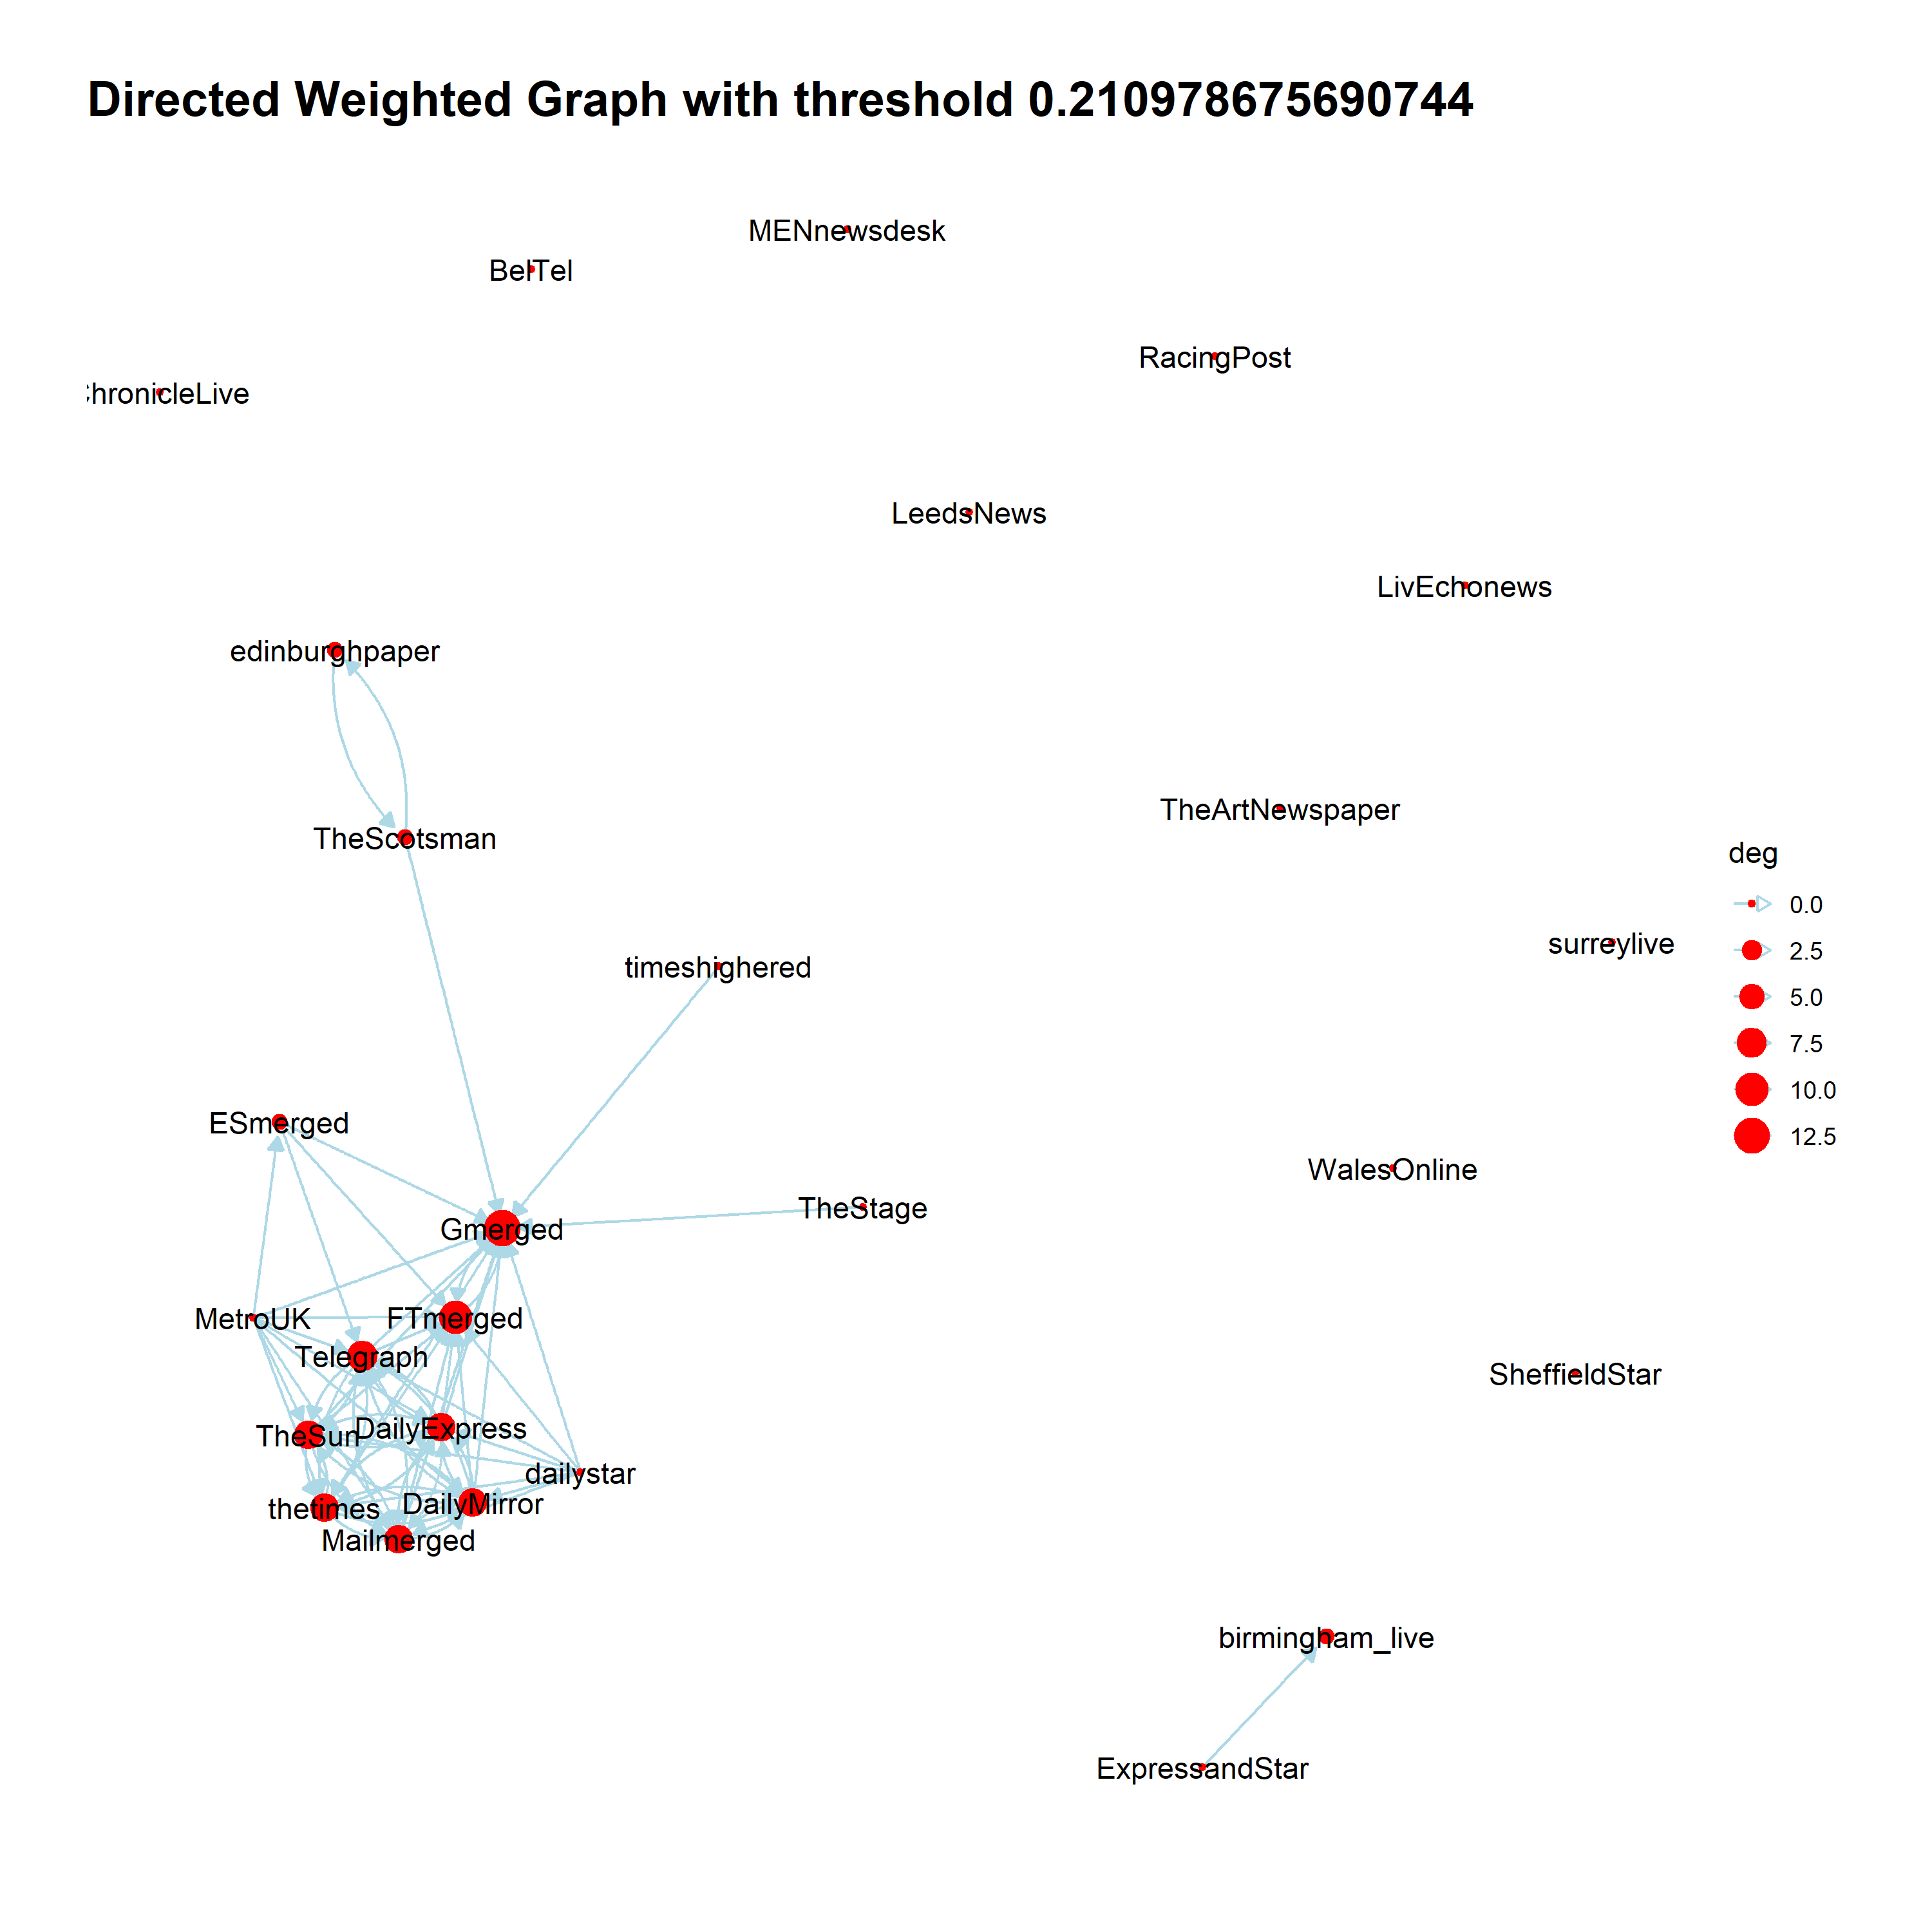 Directed Weighted Graph with threshold 0.210978675690744
MENnewsdesk
BelTel
RacingPost
hronicleLive
LeedsNews
LivEchonews
edinburghpaper
TheArtNewspaper
TheScotsman
deg
0.0
surreylive
2.5
timeshighered
5.0
7.5
10.0
ESmerged
12.5
WalesOnline
TheStage
Gmerged
MetroUK
FTmerged
Telegraph
SheffieldStar
DailyExpress
TheSun
dailystar
DailyMirror
thetimes
Mailmerged
birmingham_live
ExpressandStar